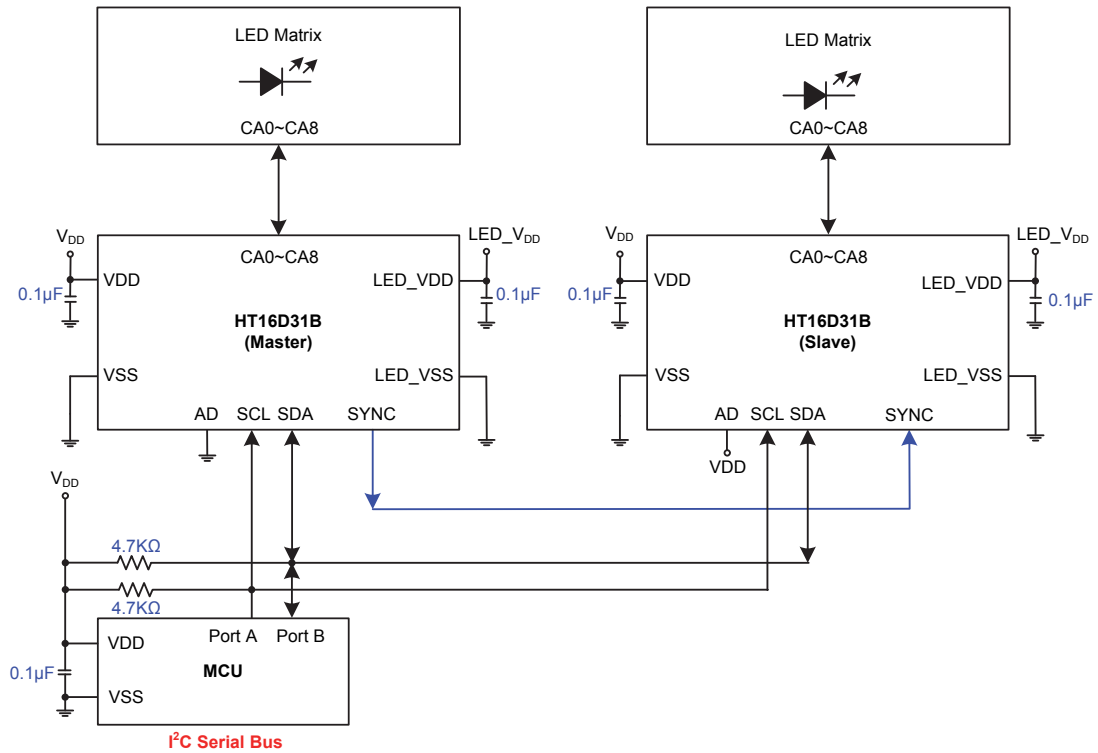 LED Matrix
CA0~CA8
LED Matrix
CA0~CA8
VDD
0.1µF
CA0~CA8
VDD
LED_VDD
HT16D31B
(Master)
VSS
LED_VSS
AD SCL SDA SYNC
LED_VDD
0.1µF
VDD
0.1µF
CA0~CA8
VDD
LED_VDD
HT16D31B
(Slave)
VSS
LED_VSS
AD SCL SDA SYNC
VDD
LED_VDD
0.1µF
VDD
4.7KΩ
4.7KΩ
Port A Port B
VDD
MCU
0.1µF
VSS
I²C Serial Bus